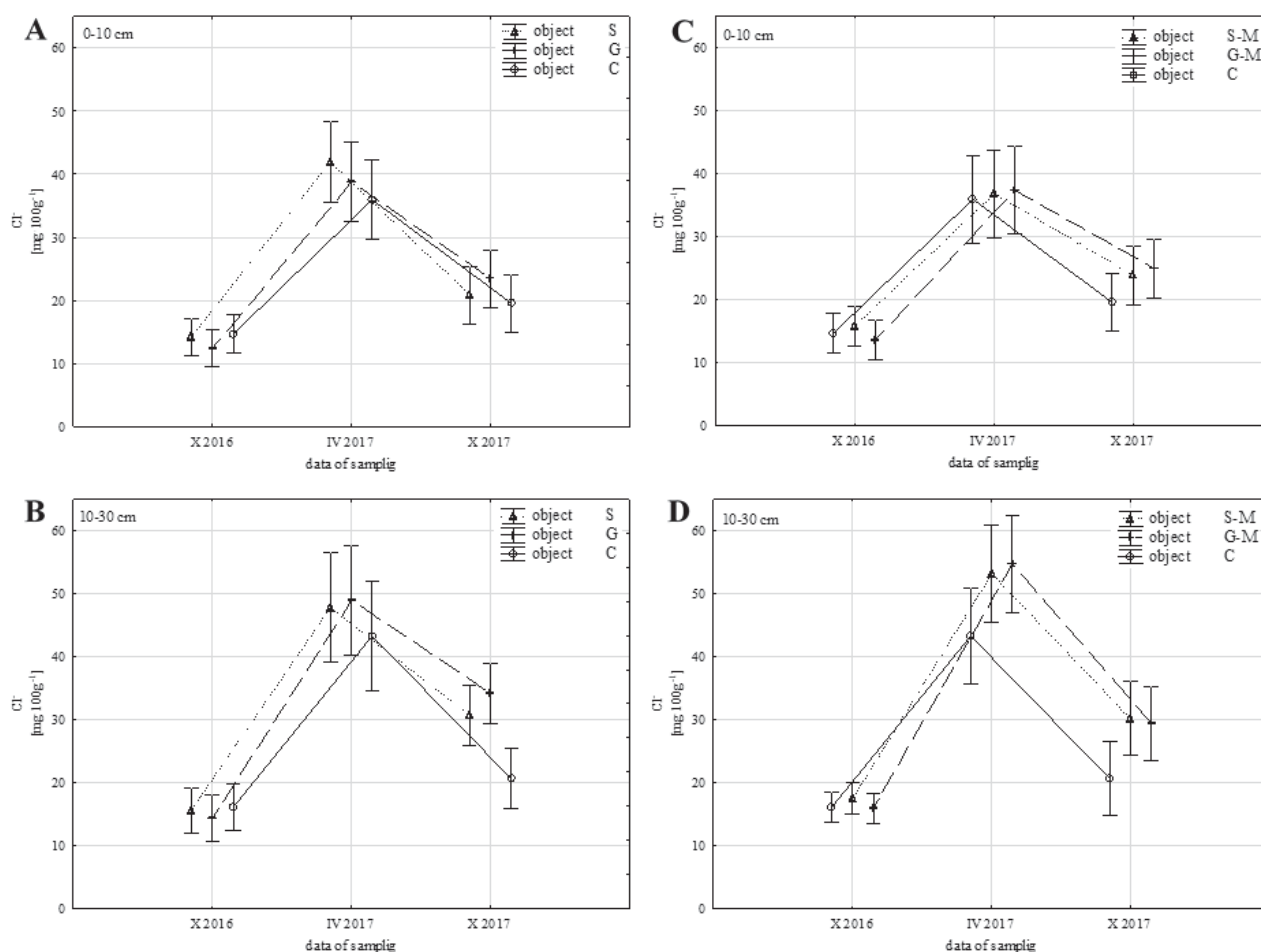 A
0-10 cm
object S
object G
object C
60
50
40
30
20
10
0
Cl⁻
[mg 100g⁻¹]
X 2016
IV 2017
X 2017
data of samplig
C
0-10 cm
object S-M
object G-M
object C
60
50
40
30
20
10
0
Cl⁻
[mg 100g⁻¹]
X 2016
IV 2017
X 2017
data of samplig
B
10-30 cm
object S
object G
object C
60
50
40
30
20
10
0
Cl⁻
[mg 100g⁻¹]
X 2016
IV 2017
X 2017
data of samplig
D
10-30 cm
object S-M
object G-M
object C
60
50
40
30
20
10
0
Cl⁻
[mg 100g⁻¹]
X 2016
IV 2017
X 2017
data of samplig